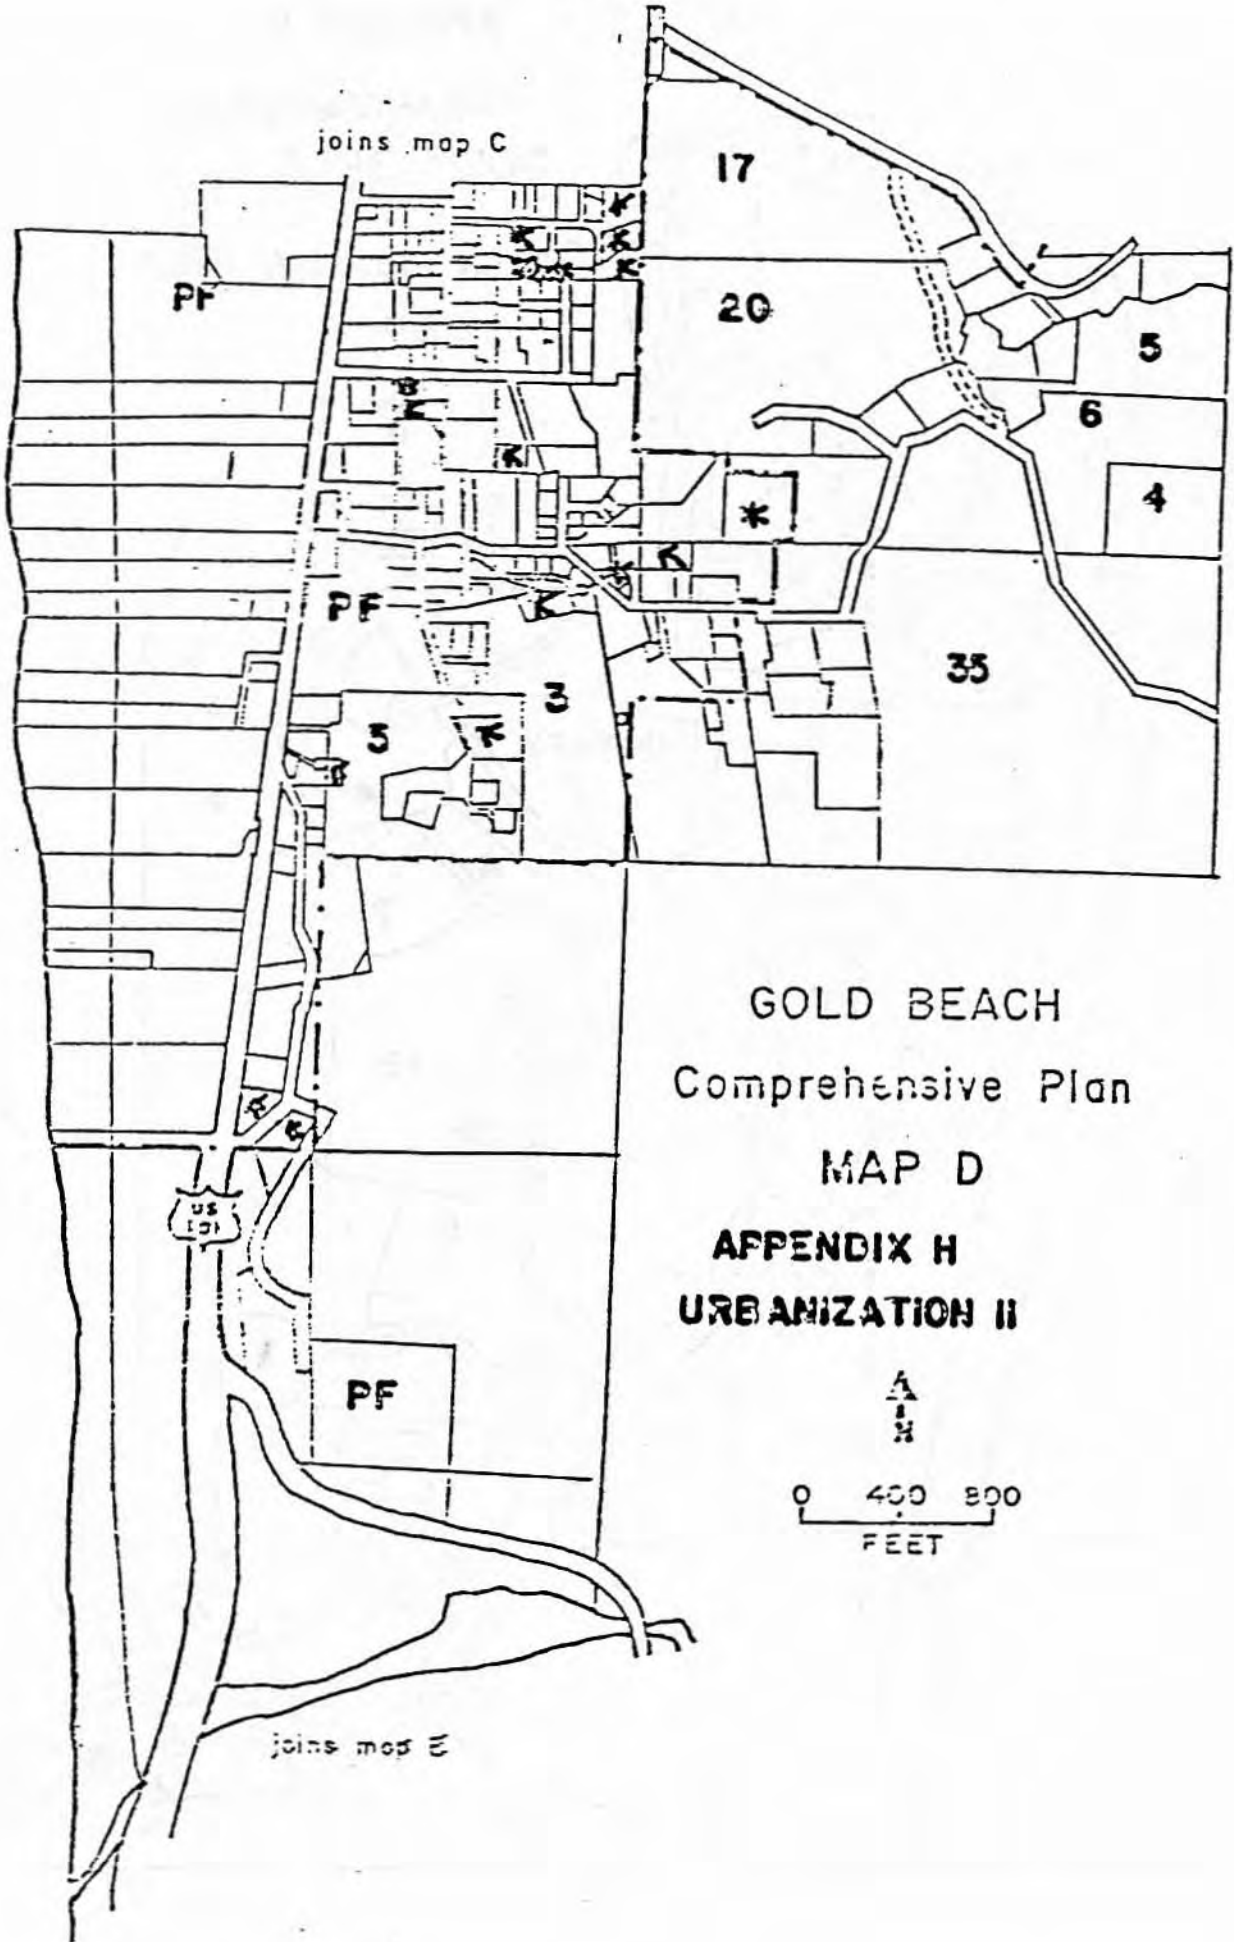 joins map C
17
PF
20
5
6
4
PF
35
3
5
GOLD BEACH
Comprehensive Plan
MAP D
APPENDIX H
URBANIZATION II
US
101
PF
N
0 400 800
FEET
joins map E